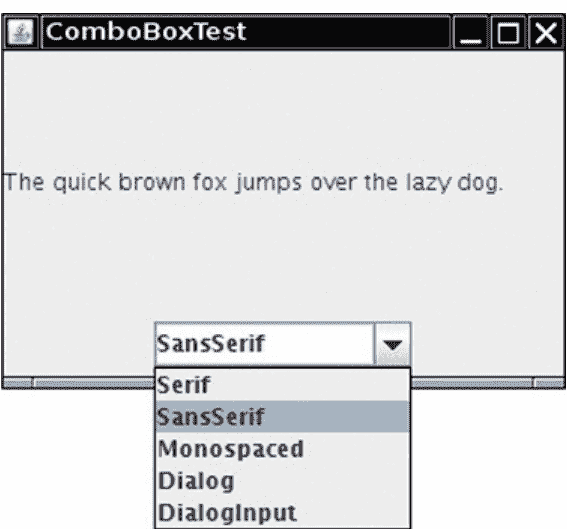 ComboBoxTest
The quick brown fox jumps over the lazy dog.
SansSerif
Serif
SansSerif
Monospaced
Dialog
DialogInput